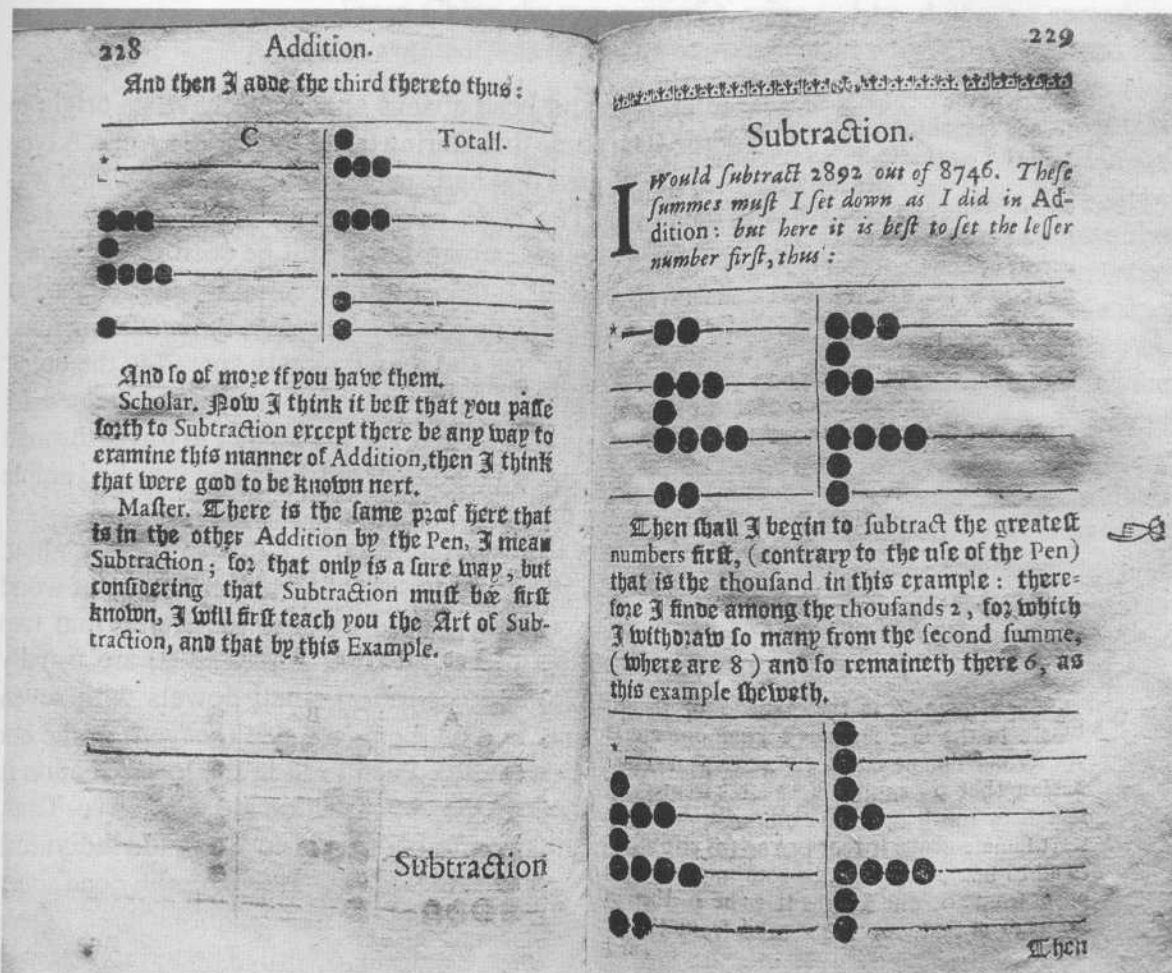 228 Addition.
And then I adde the third thereto thus:
C Totall.
And so of more if you have them.
Scholar. Now I think it best that you passe
forth to Subtraction except there be any way to
examine this manner of Addition, then I think
that were good to be known next.
Master. There is the same proof here that
is in the other Addition by the Pen, I mean
Subtraction; for that only is a sure way, but
considering that Subtraction must bee first
known, I will first teach you the Art of Sub-
traction, and that by this Example.
Subtraction
229
Subtraction.
I would ſubtract 2892 out of 8746. Theſe
ſummes muſt I ſet down as I did in Ad-
dition: but here it is beſt to ſet the leſſer
number firſt, thus:
Then ſhall I begin to ſubtract the greateſt
numbers firſt, (contrary to the uſe of the Pen)
that is the thouſand in this example: there=
fore I finde among the thouſands 2, for which
I withdraw ſo many from the ſecond ſumme,
(where are 8) and ſo remaineth there 6, as
this example ſheweth.
Then